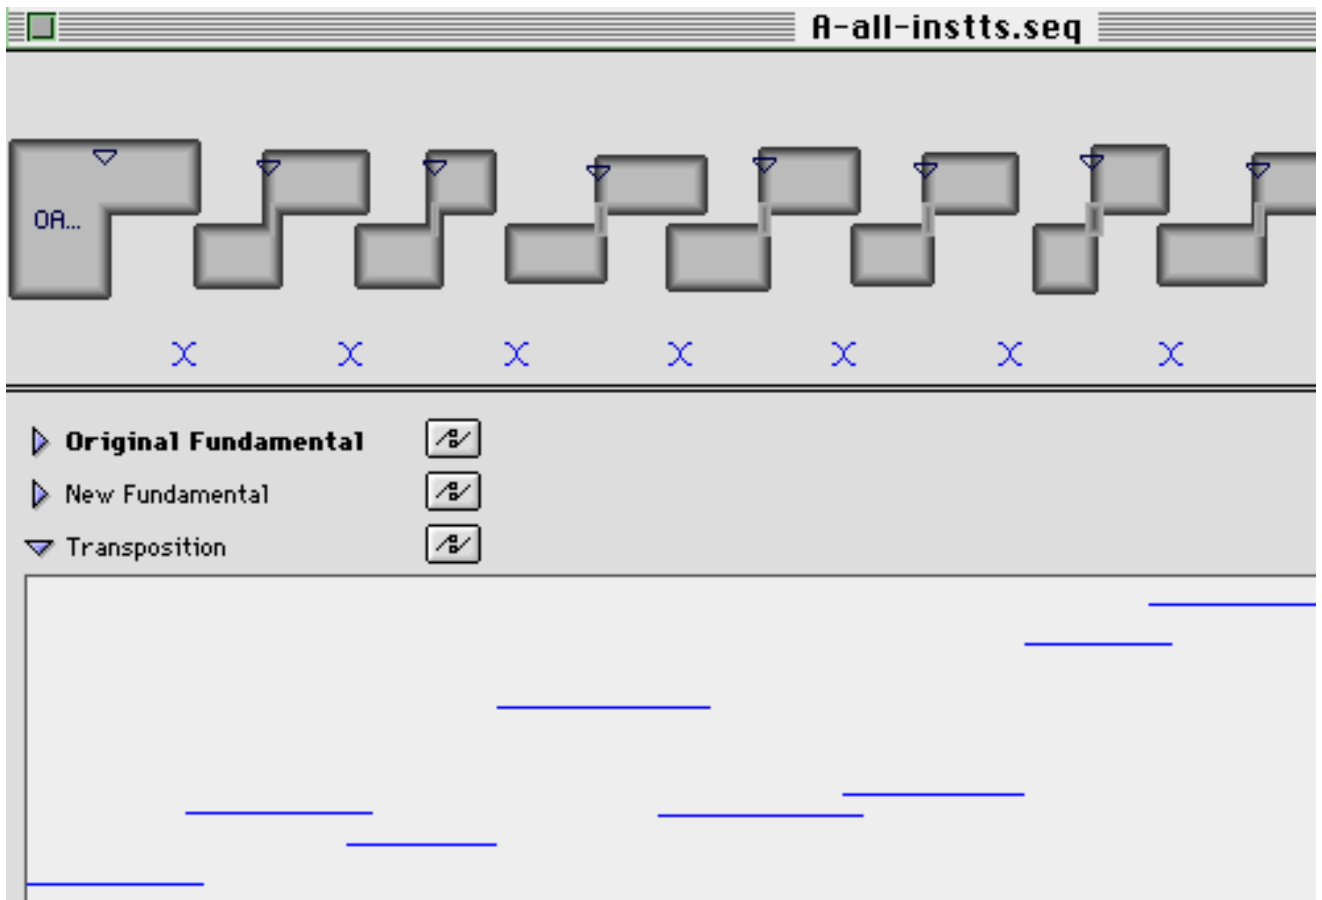 A-all-instts.seq
OA...
Original Fundamental
New Fundamental
Transposition